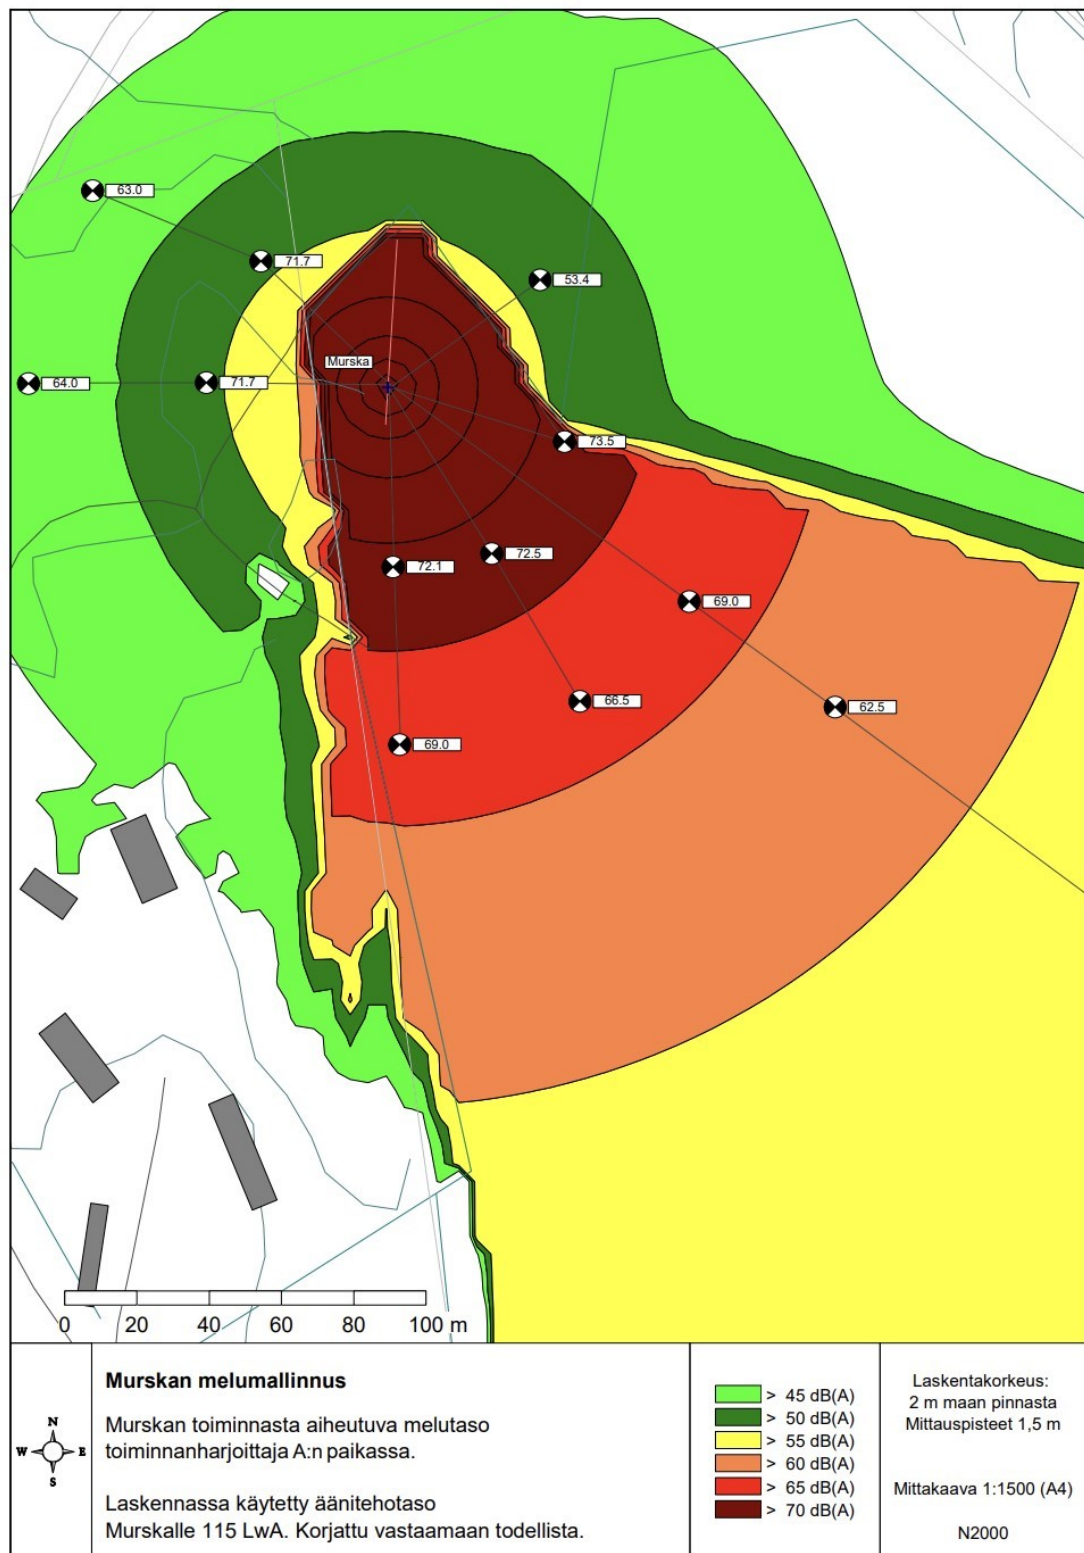 63.0
71.7
53.4
Murska
64.0
71.7
73.5
72.1
72.5
69.0
66.5
62.5
69.0
0 20 40 60 80 100 m
N
W E
S
Murskan melumallinnus
Murskan toiminnasta aiheutuva melutaso
toiminnanharjoittaja A:n paikassa.
Laskennassa käytetty äänitehotaso
Murskalle 115 LwA. Korjattu vastaamaan todellista.
> 45 dB(A)
> 50 dB(A)
> 55 dB(A)
> 60 dB(A)
> 65 dB(A)
> 70 dB(A)
Laskentakorkeus:
2 m maan pinnasta
Mittauspisteet 1,5 m
Mittakaava 1:1500 (A4)
N2000